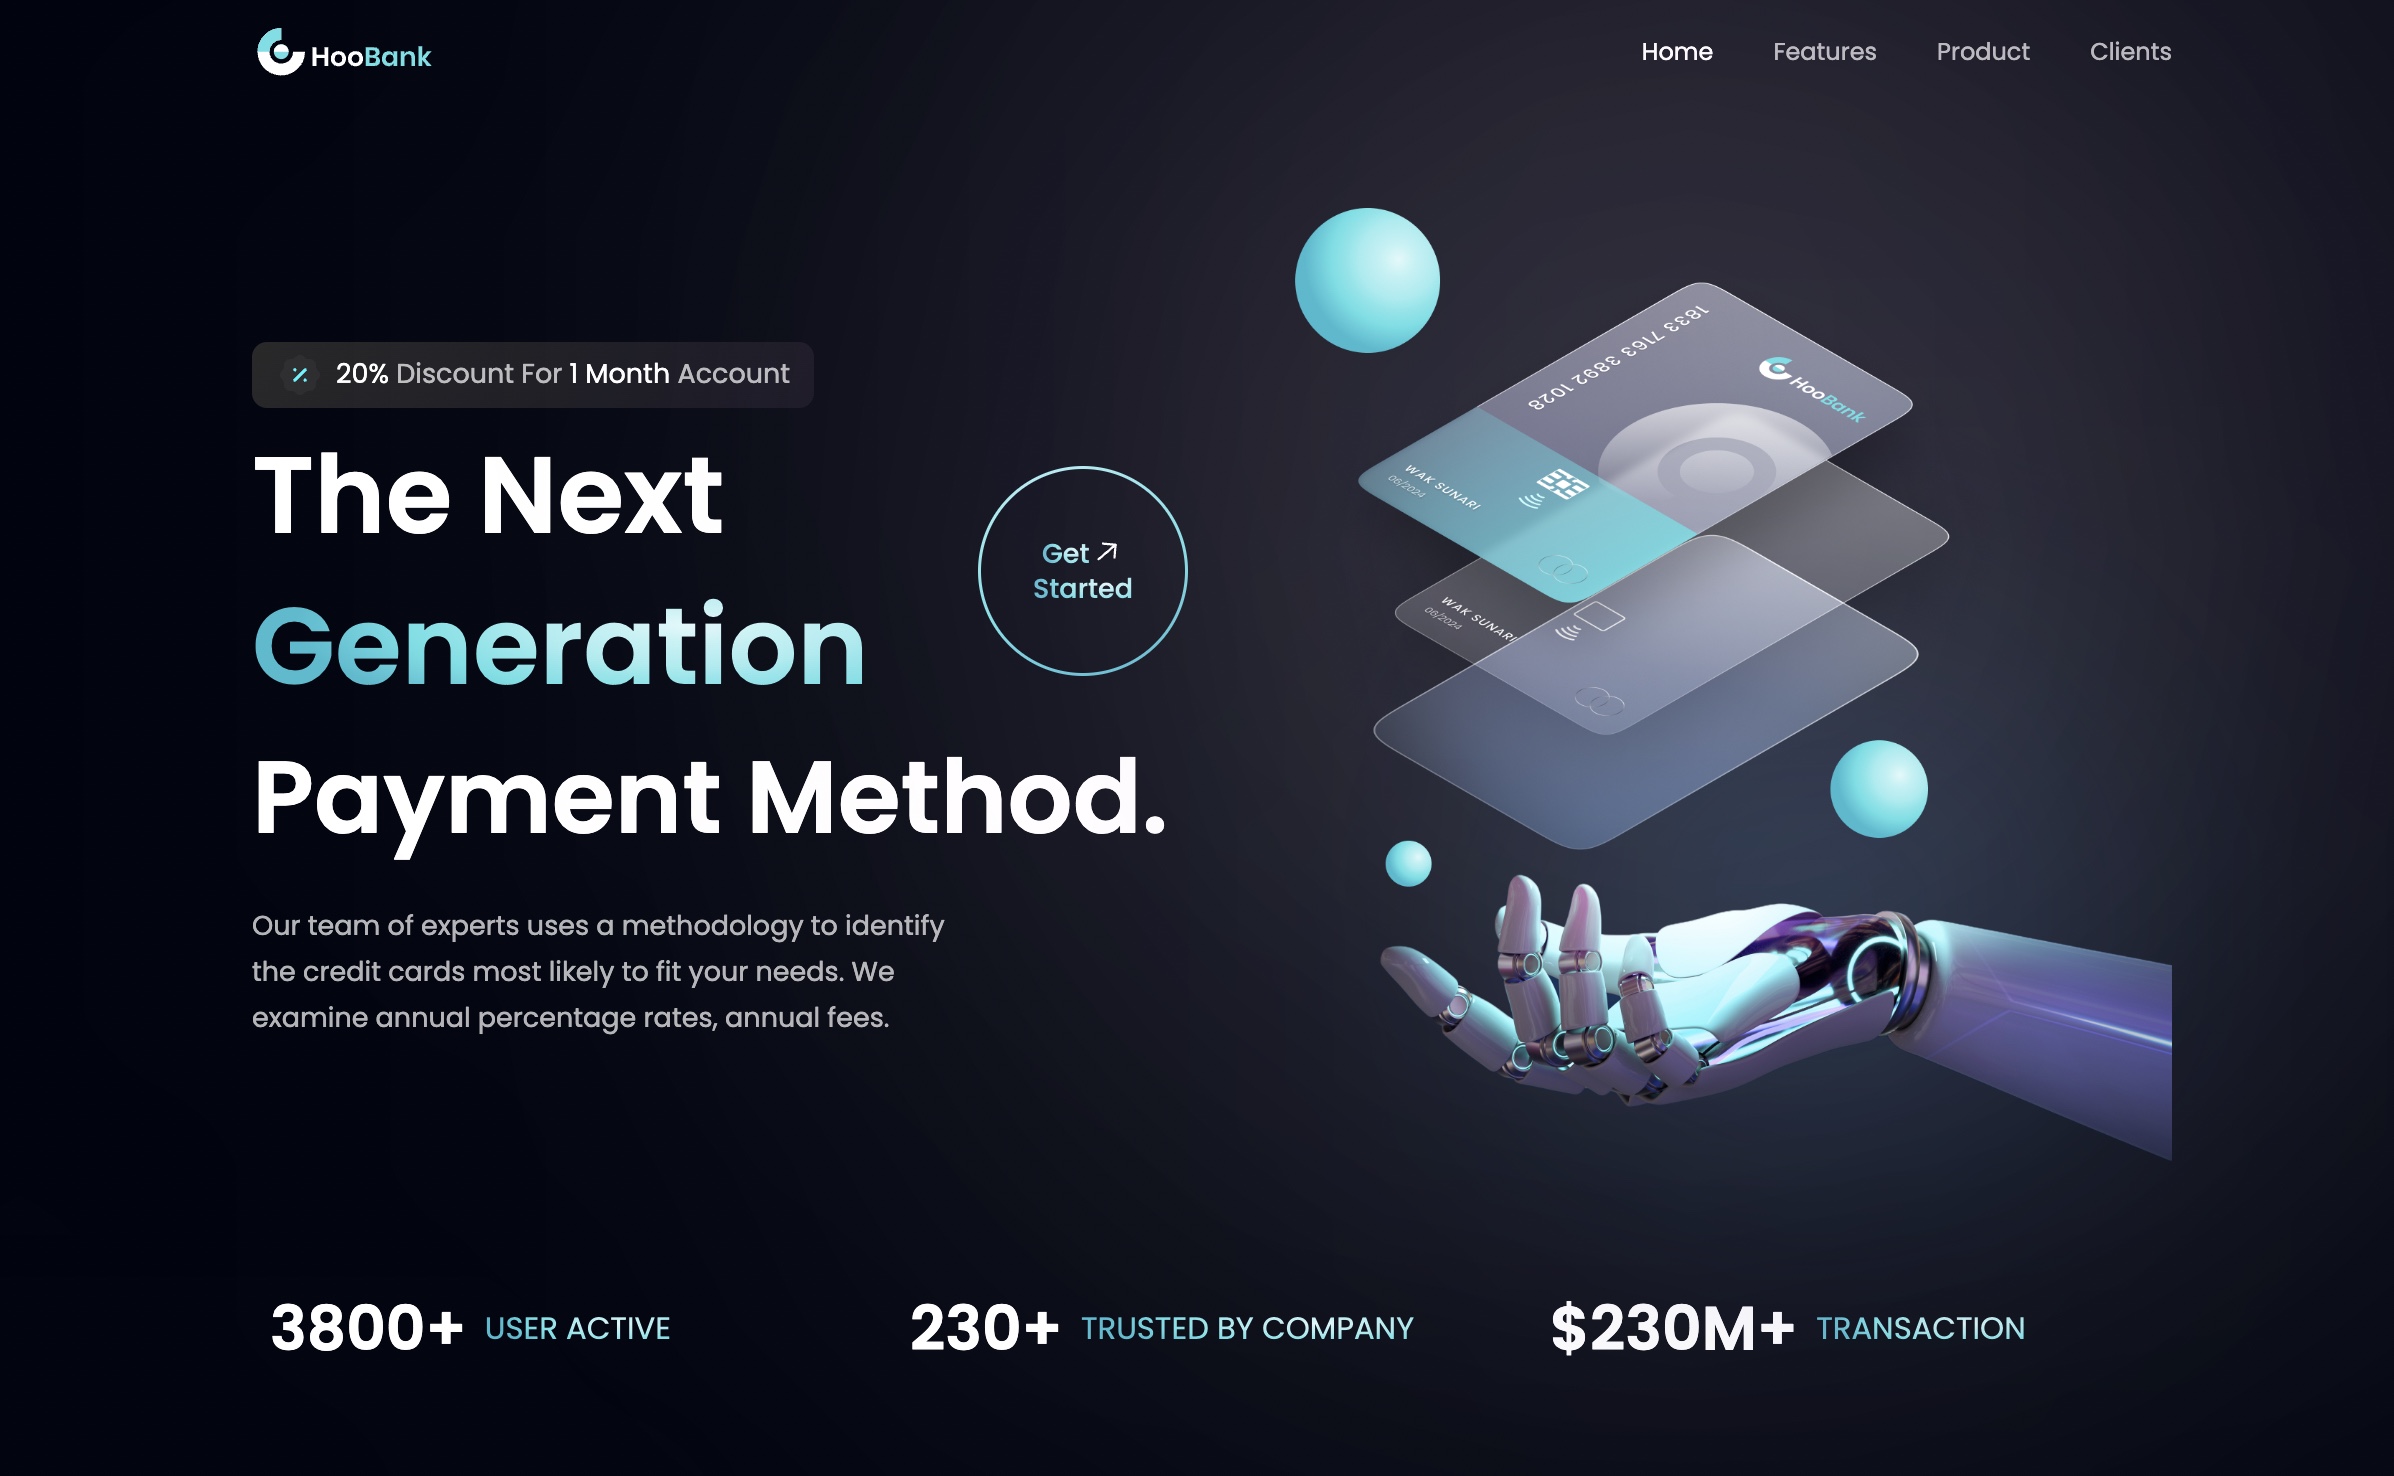 HooBank
Home
Features
Product
Clients
20% Discount For 1 Month Account
The Next
Generation
Payment Method.
Get
Started
Our team of experts uses a methodology to identify
the credit cards most likely to fit your needs. We
examine annual percentage rates, annual fees.
1833 7163 3892 1028
HooBank
WAK SUNARI
08/2024
WAK SUNARI
08/2024
3800+ USER ACTIVE
230+ TRUSTED BY COMPANY
$230M+ TRANSACTION